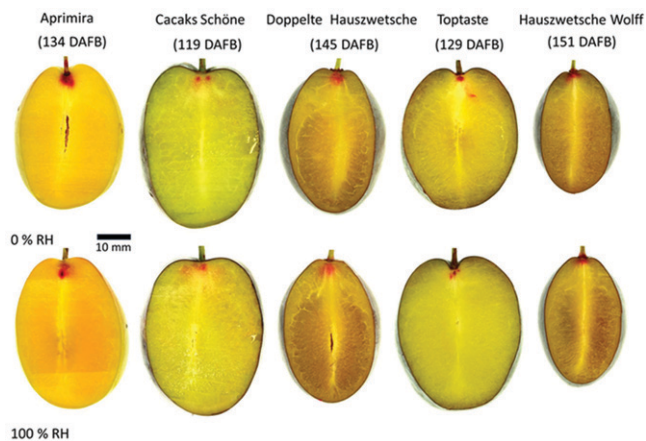 Aprimira Cacaks Schöne Doppelte Hauszwetsche Toptaste Hauszwetsche Wolff
(134 DAFB) (119 DAFB) (145 DAFB) (129 DAFB) (151 DAFB)
0 % RH
10 mm
100 % RH